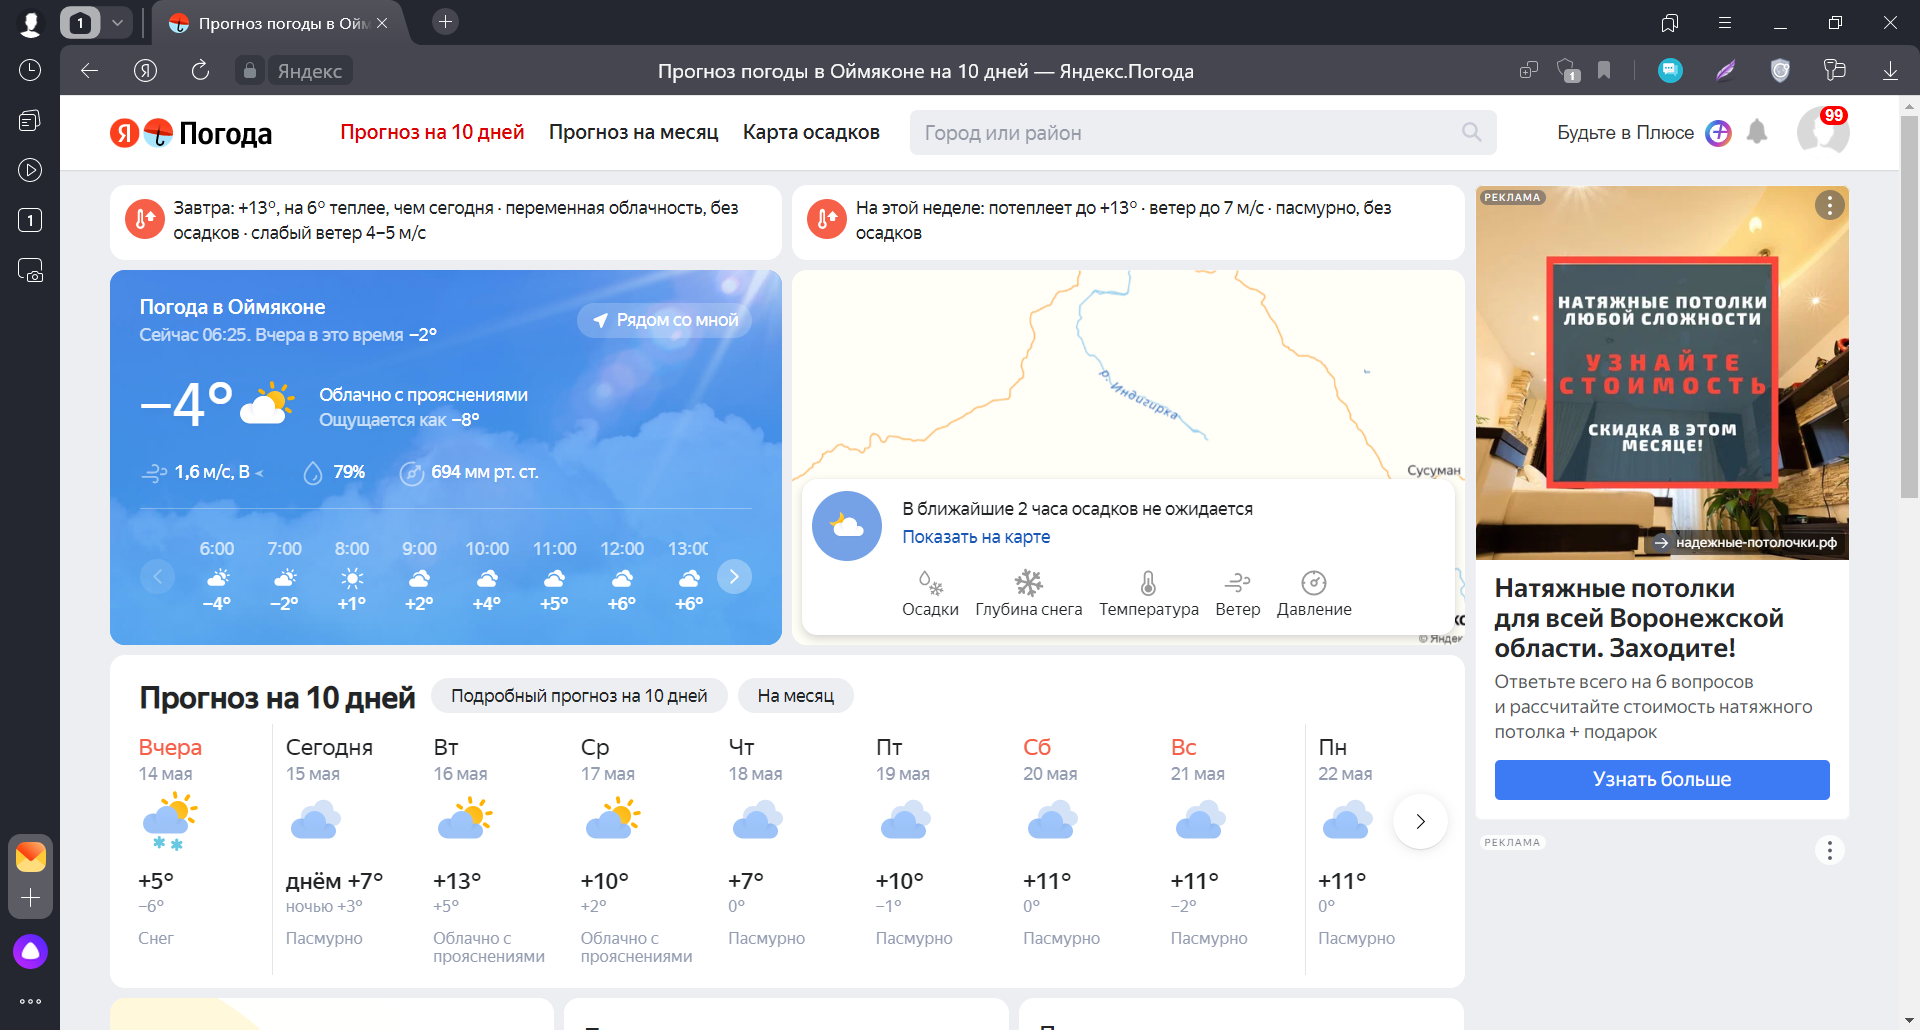 1
Прогноз погоды в Ойм
Яндекс
Прогноз погоды в Оймяконе на 10 дней — Яндекс.Погода
1
1
Я Погода
Прогноз на 10 дней
Прогноз на месяц
Карта осадков
Город или район
Будьте в Плюсе
99
Завтра: +13°, на 6° теплее, чем сегодня · переменная облачность, без
осадков · слабый ветер 4–5 м/с
На этой неделе: потеплеет до +13° · ветер до 7 м/с · пасмурно, без
осадков
Погода в Оймяконе
Сейчас 06:25. Вчера в это время –2°
Рядом со мной
–4°
Облачно с прояснениями
Ощущается как –8°
1,6 м/с, В
79%
694 мм рт. ст.
6:00 7:00 8:00 9:00 10:00 11:00 12:00 13:00
–4° –2° +1° +2° +4° +5° +6° +6°
р. Индигирка
Сусуман
В ближайшие 2 часа осадков не ожидается
Показать на карте
Осадки Глубина снега Температура Ветер Давление
© Яндек
Прогноз на 10 дней
Подробный прогноз на 10 дней
На месяц
Вчера Сегодня Вт Ср Чт Пт Сб Вс Пн
14 мая 15 мая 16 мая 17 мая 18 мая 19 мая 20 мая 21 мая 22 мая
+5° днём +7° +13° +10° +7° +10° +11° +11° +11°
–6° ночью +3° +5° +2° 0° –1° 0° –2° 0°
Снег Пасмурно Облачно с Облачно с Пасмурно Пасмурно Пасмурно Пасмурно Пасмурно
прояснениями прояснениями
РЕКЛАМА
НАТЯЖНЫЕ ПОТОЛКИ
ЛЮБОЙ СЛОЖНОСТИ
УЗНАЙТЕ
СТОИМОСТЬ
СКИДКА В ЭТОМ
МЕСЯЦЕ!
надежные-потолочки.рф
Натяжные потолки
для всей Воронежской
области. Заходите!
Ответьте всего на 6 вопросов
и рассчитайте стоимость натяжного
потолка + подарок
Узнать больше
РЕКЛАМА